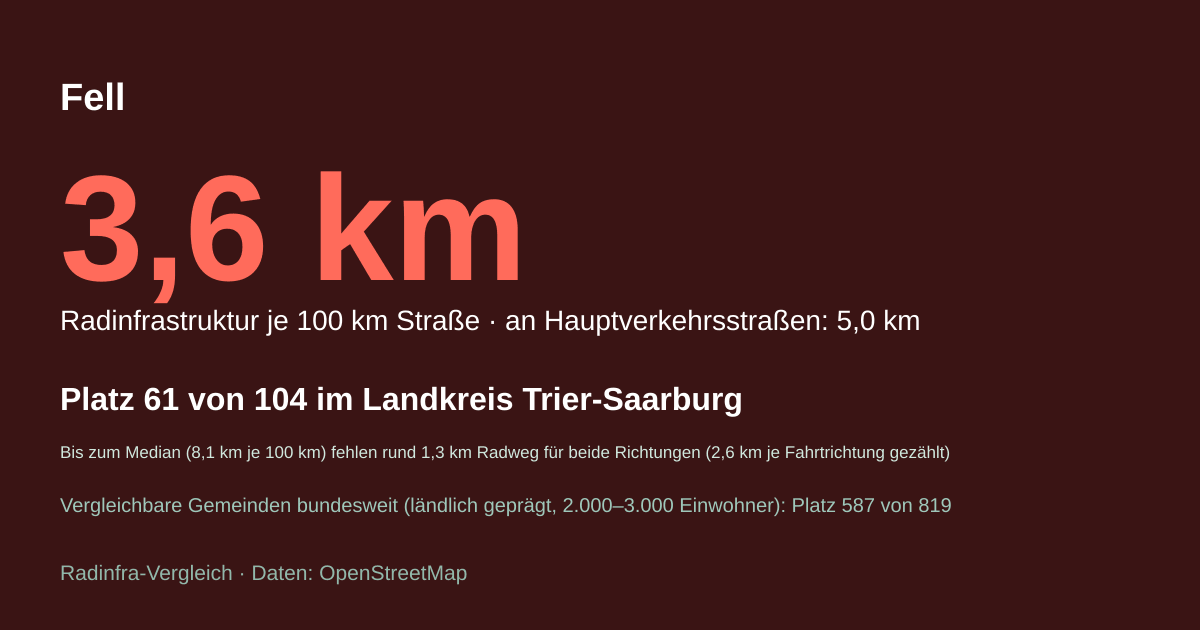 Fell
3,6 km
Radinfrastruktur je 100 km Straße · an Hauptverkehrsstraßen: 5,0 km
Platz 61 von 104 im Landkreis Trier-Saarburg
Bis zum Median (8,1 km je 100 km) fehlen rund 1,3 km Radweg für beide Richtungen (2,6 km je Fahrtrichtung gezählt)
Vergleichbare Gemeinden bundesweit (ländlich geprägt, 2.000–3.000 Einwohner): Platz 587 von 819
Radinfra-Vergleich · Daten: OpenStreetMap